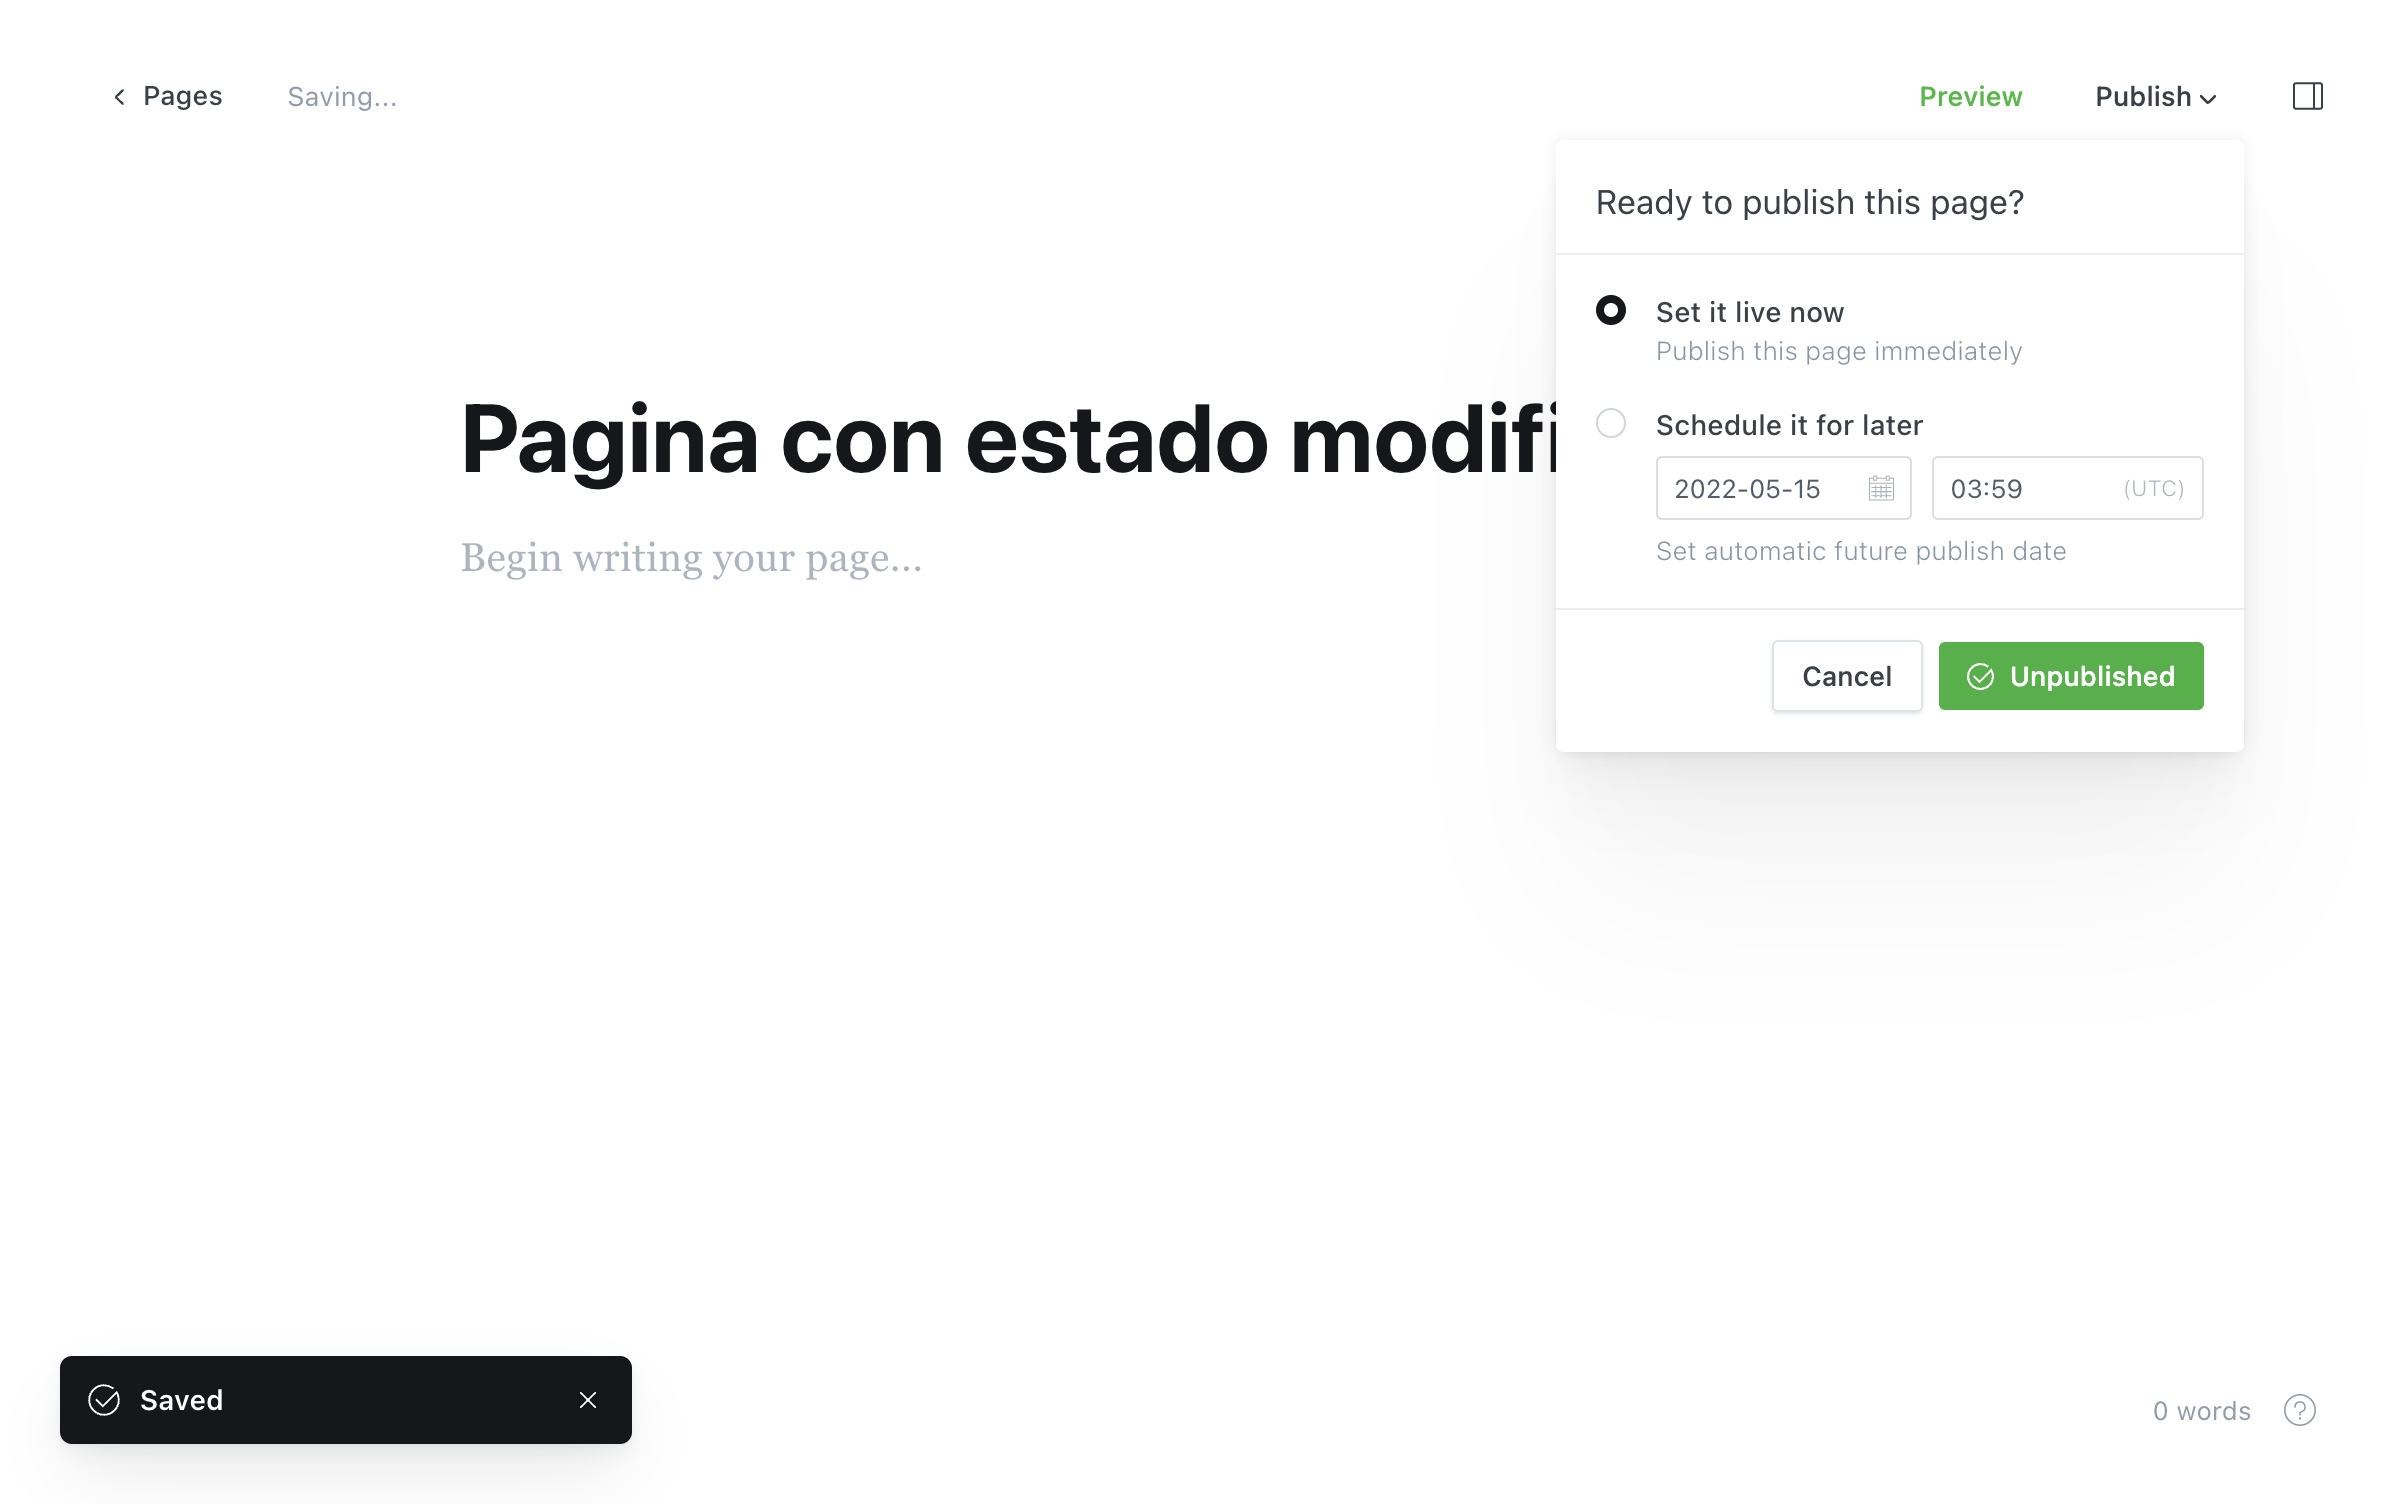 Pages
Saving...
Preview
Publish
Ready to publish this page?
Set it live now
Publish this page immediately
Schedule it for later
2022-05-15
03:59
(UTC)
Set automatic future publish date
Cancel
Unpublished
Pagina con estado modifi
Begin writing your page...
Saved
0 words
?